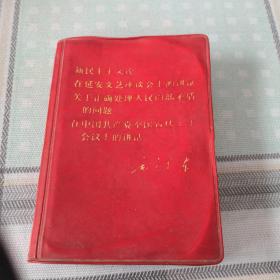 新民主主义论
在延安文艺座谈会上的讲话
关于正确处理人民内部矛盾
的问题
在中国共产党全国宣传工作
会议上的讲话
毛泽东